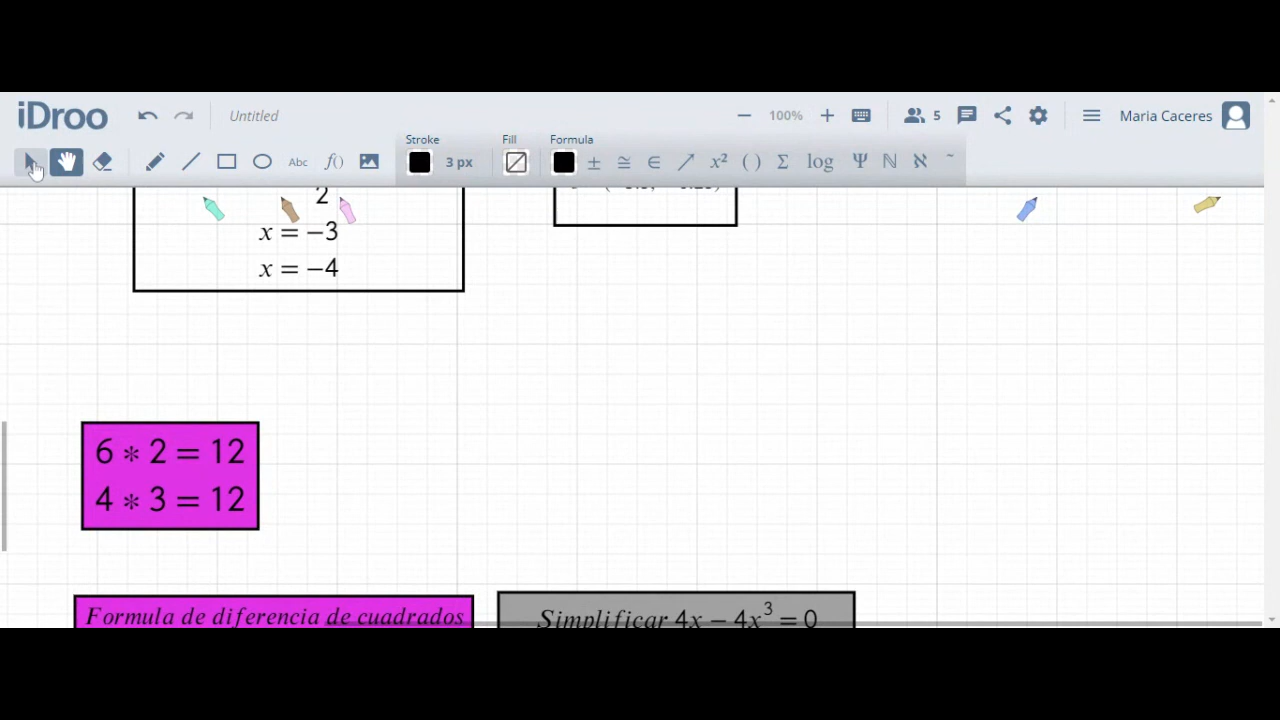 iDroo
Untitled
100%
5
Maria Caceres
Stroke
Fill
Formula
3 px
Abc
f()
± ≅ ∈ x² ( ) Σ log Ψ ℕ ℵ ~
2
x = −3
x = −4
6 ∗ 2 = 12
4 ∗ 3 = 12
Formula de diferencia de cuadrados
Simplificar 4x − 4x³ = 0